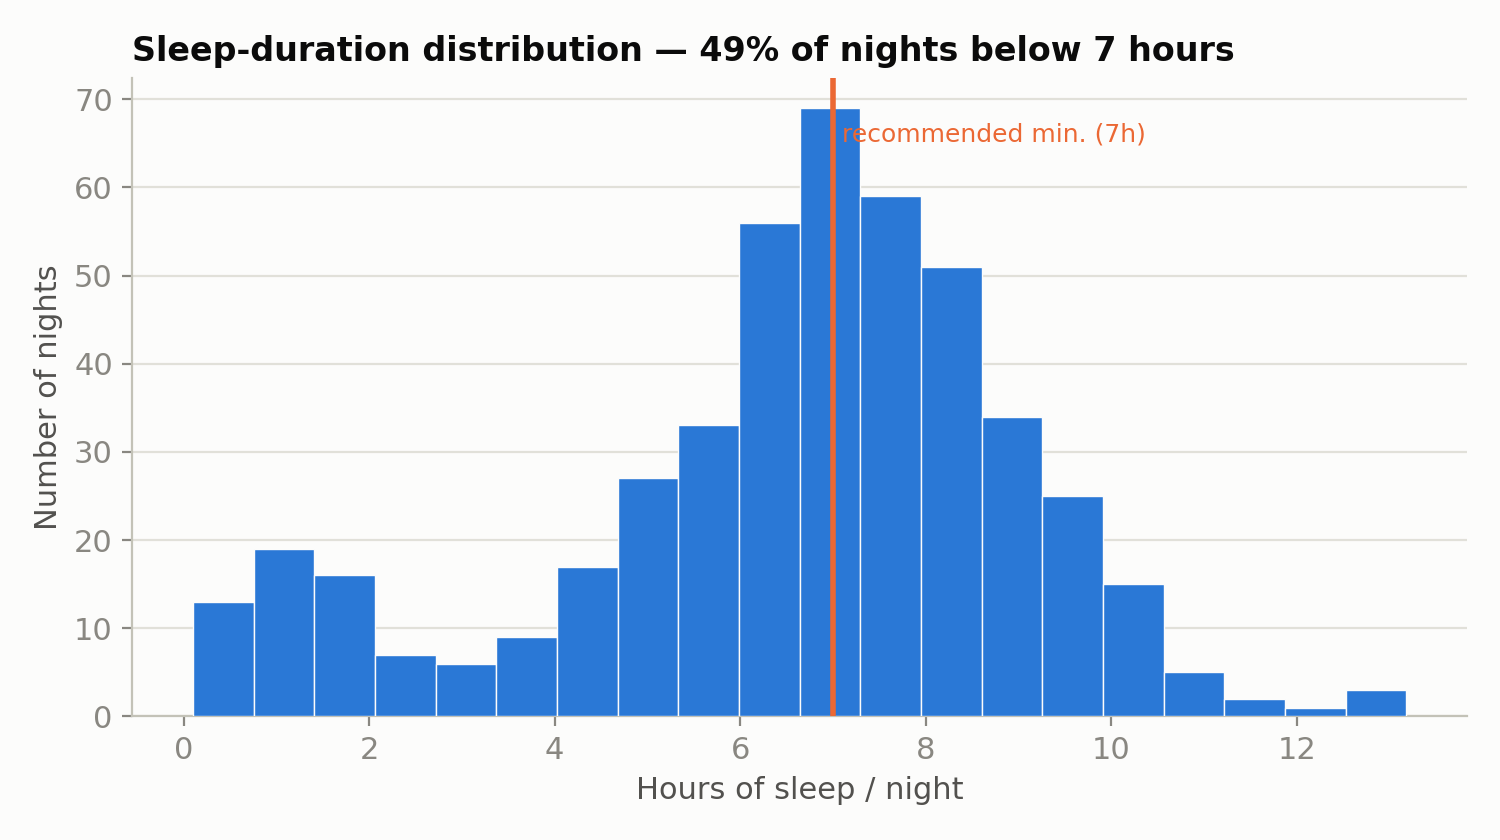 Sleep-duration distribution — 49% of nights below 7 hours
recommended min. (7h)
Number of nights
70
60
50
40
30
20
10
0
0 2 4 6 8 10 12
Hours of sleep / night